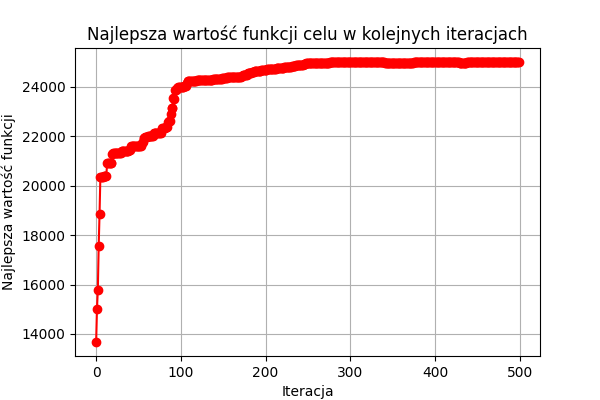 Najlepsza wartość funkcji celu w kolejnych iteracjach
Najlepsza wartość funkcji
24000
22000
20000
18000
16000
14000
0 100 200 300 400 500
Iteracja